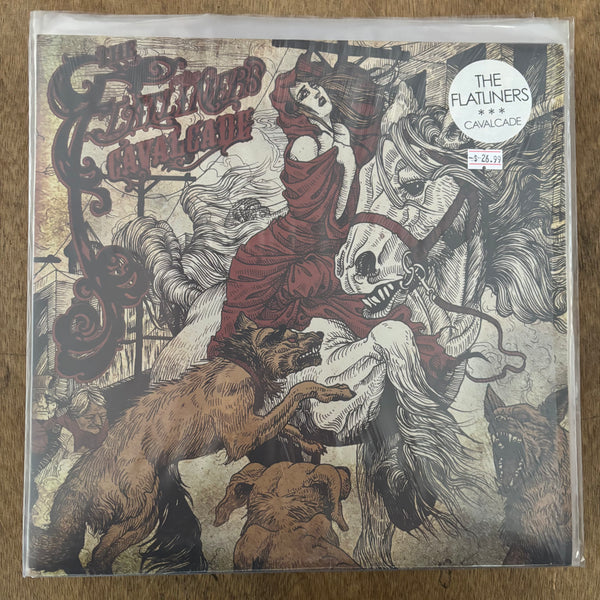 THE
FLATLINERS
CAVALCADE
THE
FLATLINERS
***
CAVALCADE
-$26.99